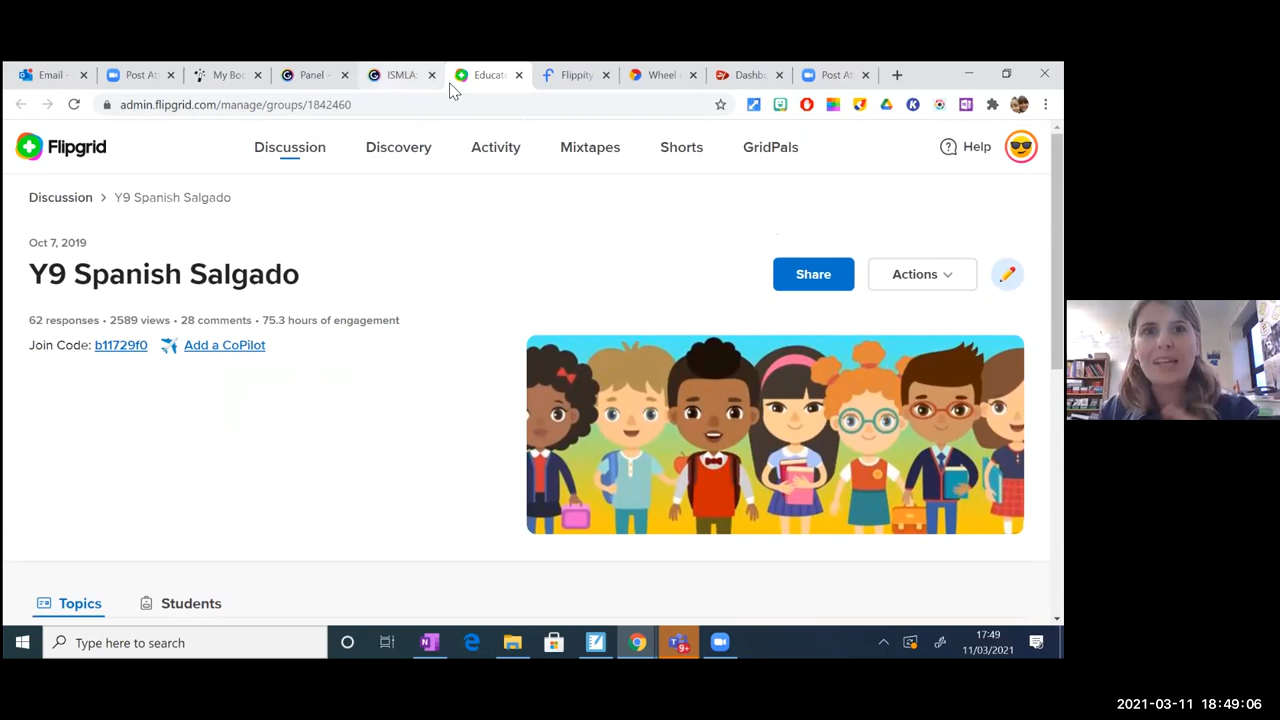 Email
Post At
My Bo
Panel -
ISMLA
Educat
Flippity
Wheel
Dashb
Post At
admin.flipgrid.com/manage/groups/1842460
Flipgrid
Discussion
Discovery
Activity
Mixtapes
Shorts
GridPals
Help
Discussion > Y9 Spanish Salgado
Oct 7, 2019
Y9 Spanish Salgado
Share
Actions
62 responses • 2589 views • 28 comments • 75.3 hours of engagement
Join Code: b11729f0
Add a CoPilot
Topics
Students
Type here to search
9+
17:49
11/03/2021
2021-03-11 18:49:06